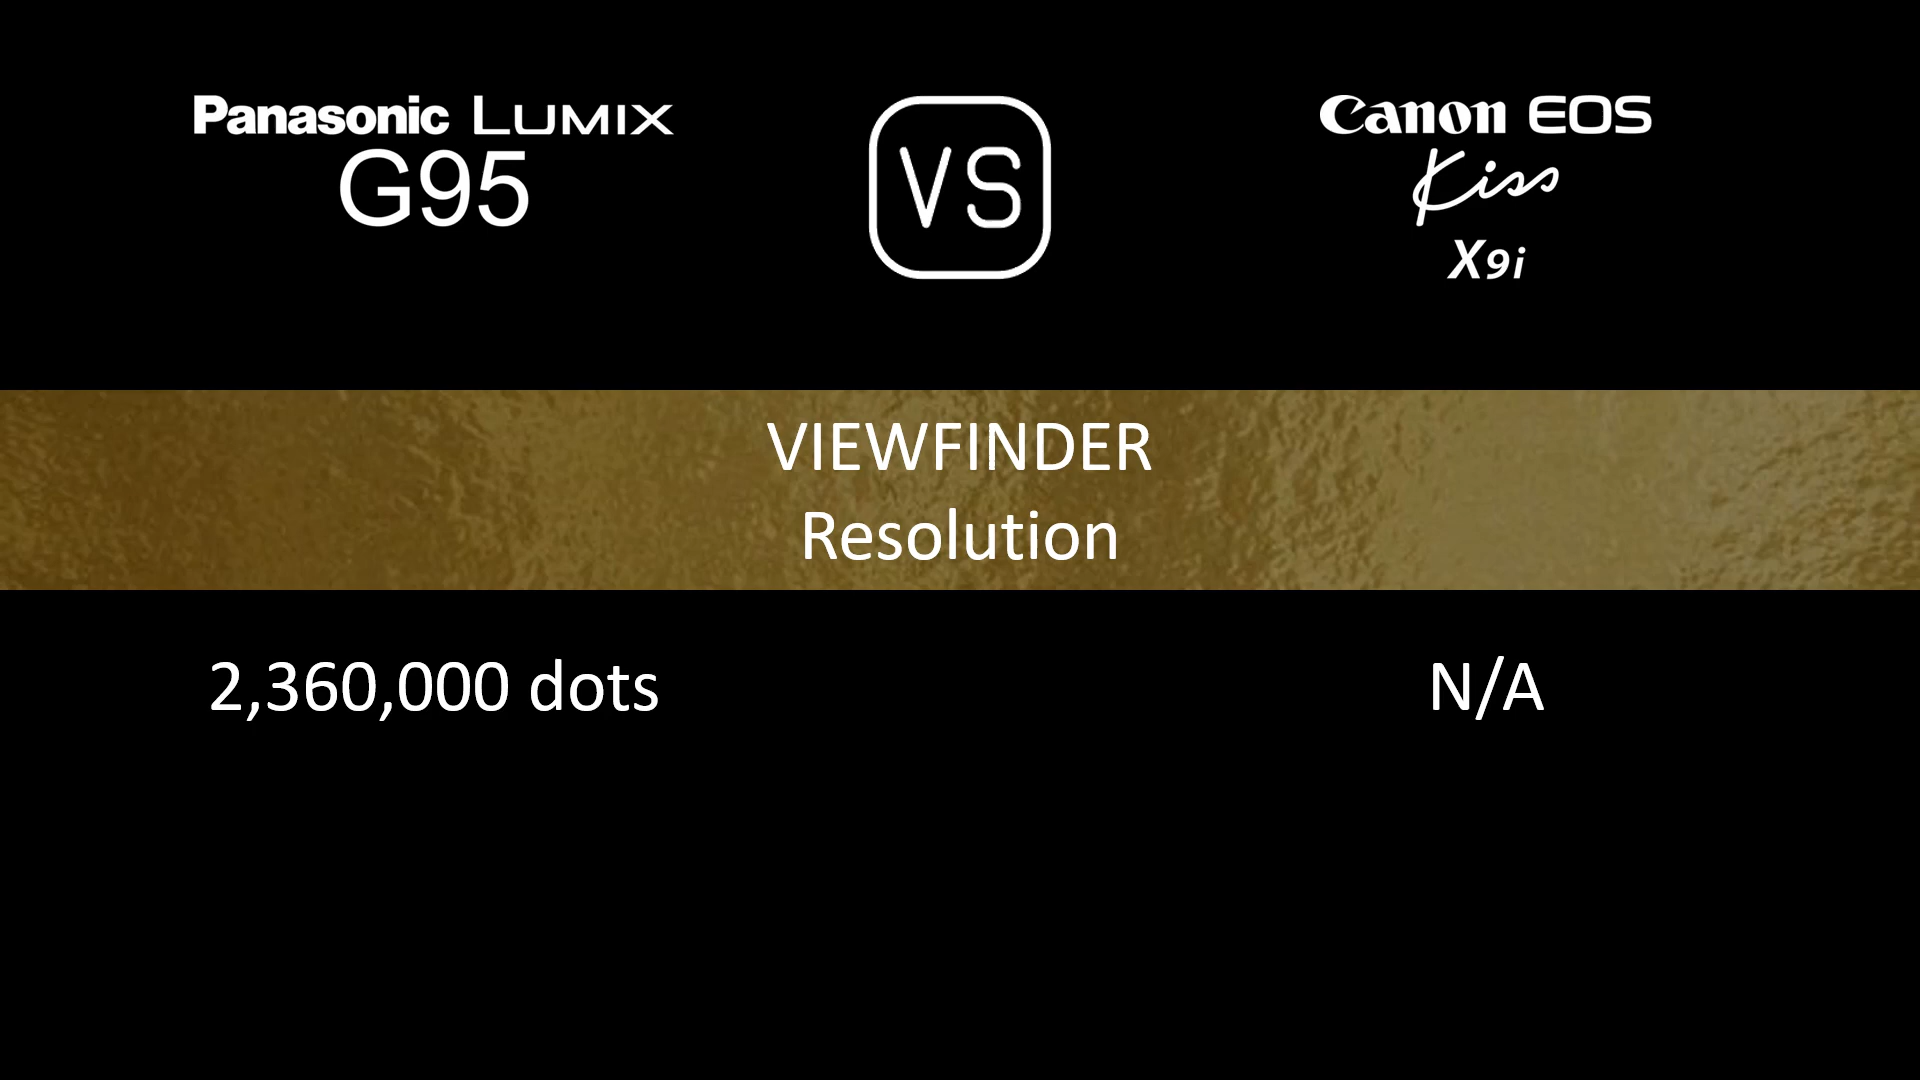 Panasonic LUMIX
G95
VS
Canon EOS
Kiss
X9i
VIEWFINDER
Resolution
2,360,000 dots
N/A